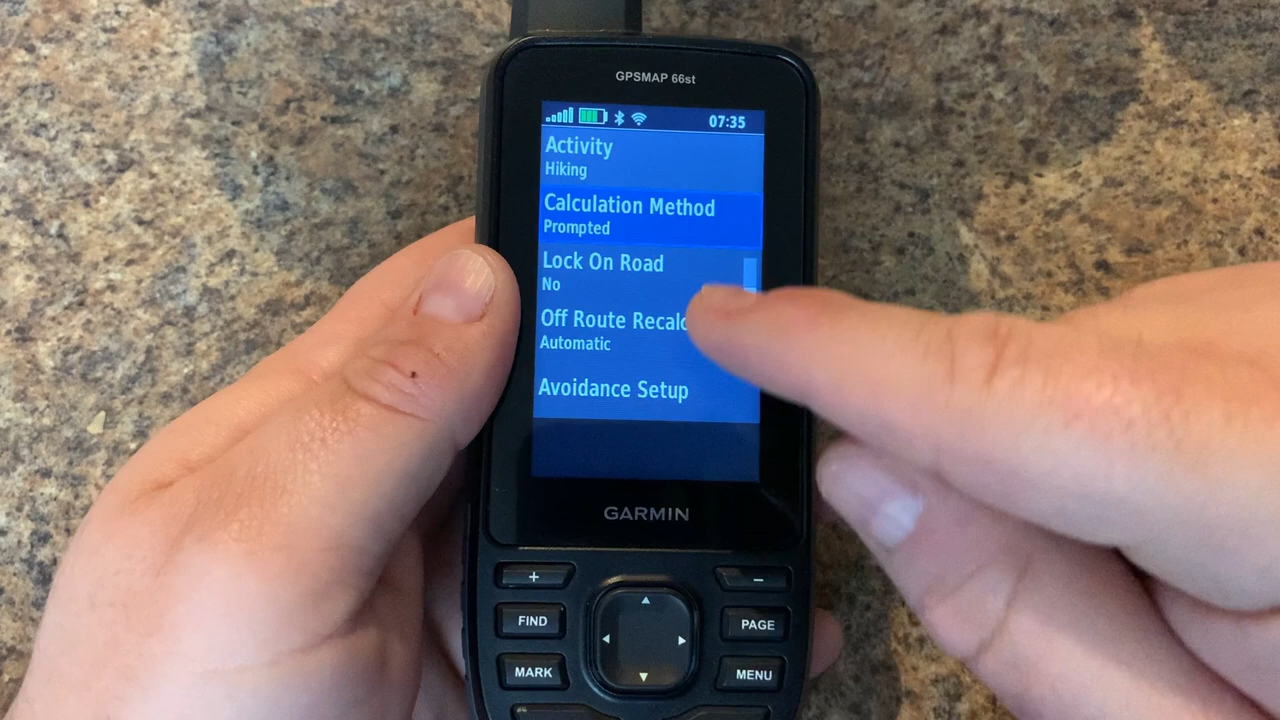 GPSMAP 66st
07:35
Activity
Hiking
Calculation Method
Prompted
Lock On Road
No
Off Route Recalc
Automatic
Avoidance Setup
GARMIN
+
−
FIND
PAGE
MARK
MENU